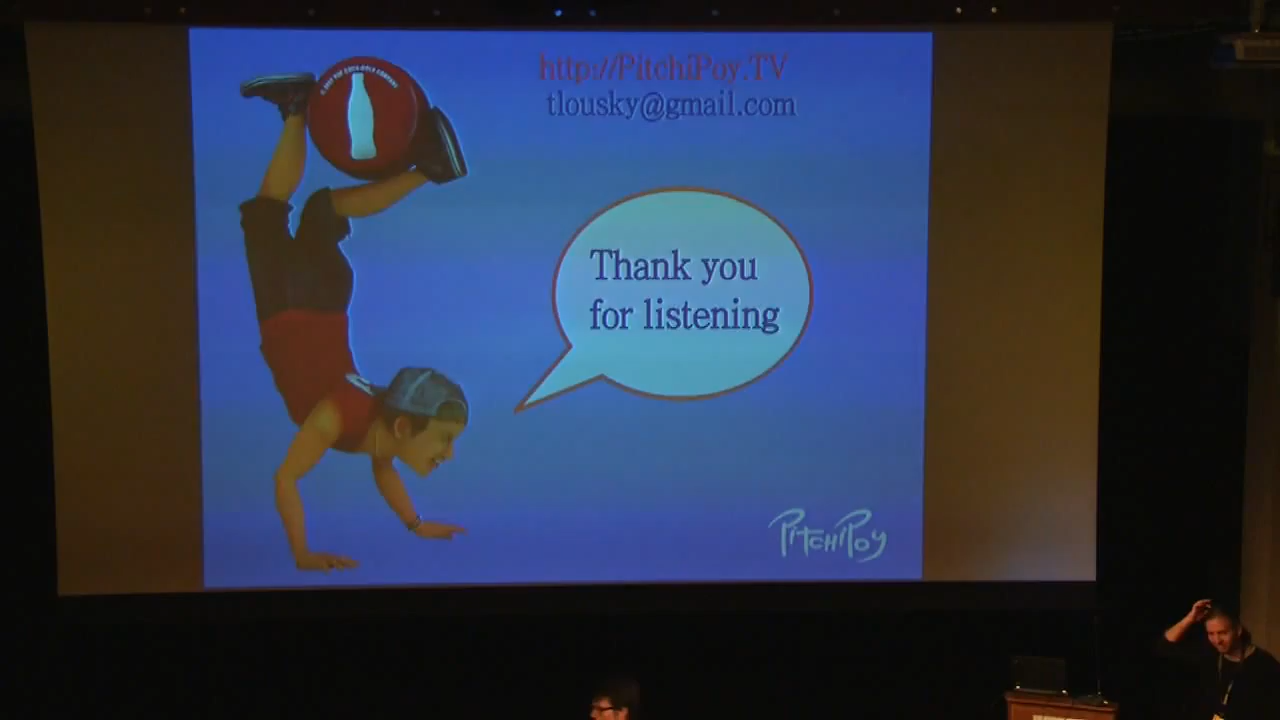 http://PitchiPoy.TV
tlousky@gmail.com
Thank you
for listening
PitchiPoy